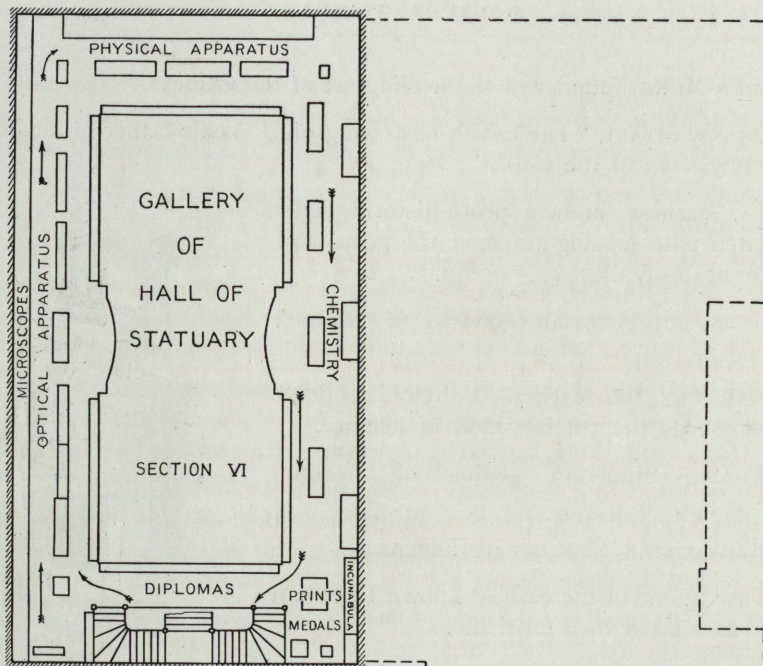 PHYSICAL APPARATUS
GALLERY
OF
HALL OF
STATUARY
SECTION VI
MICROSCOPES
OPTICAL APPARATUS
CHEMISTRY
DIPLOMAS
PRINTS
MEDALS
INCUNABULA